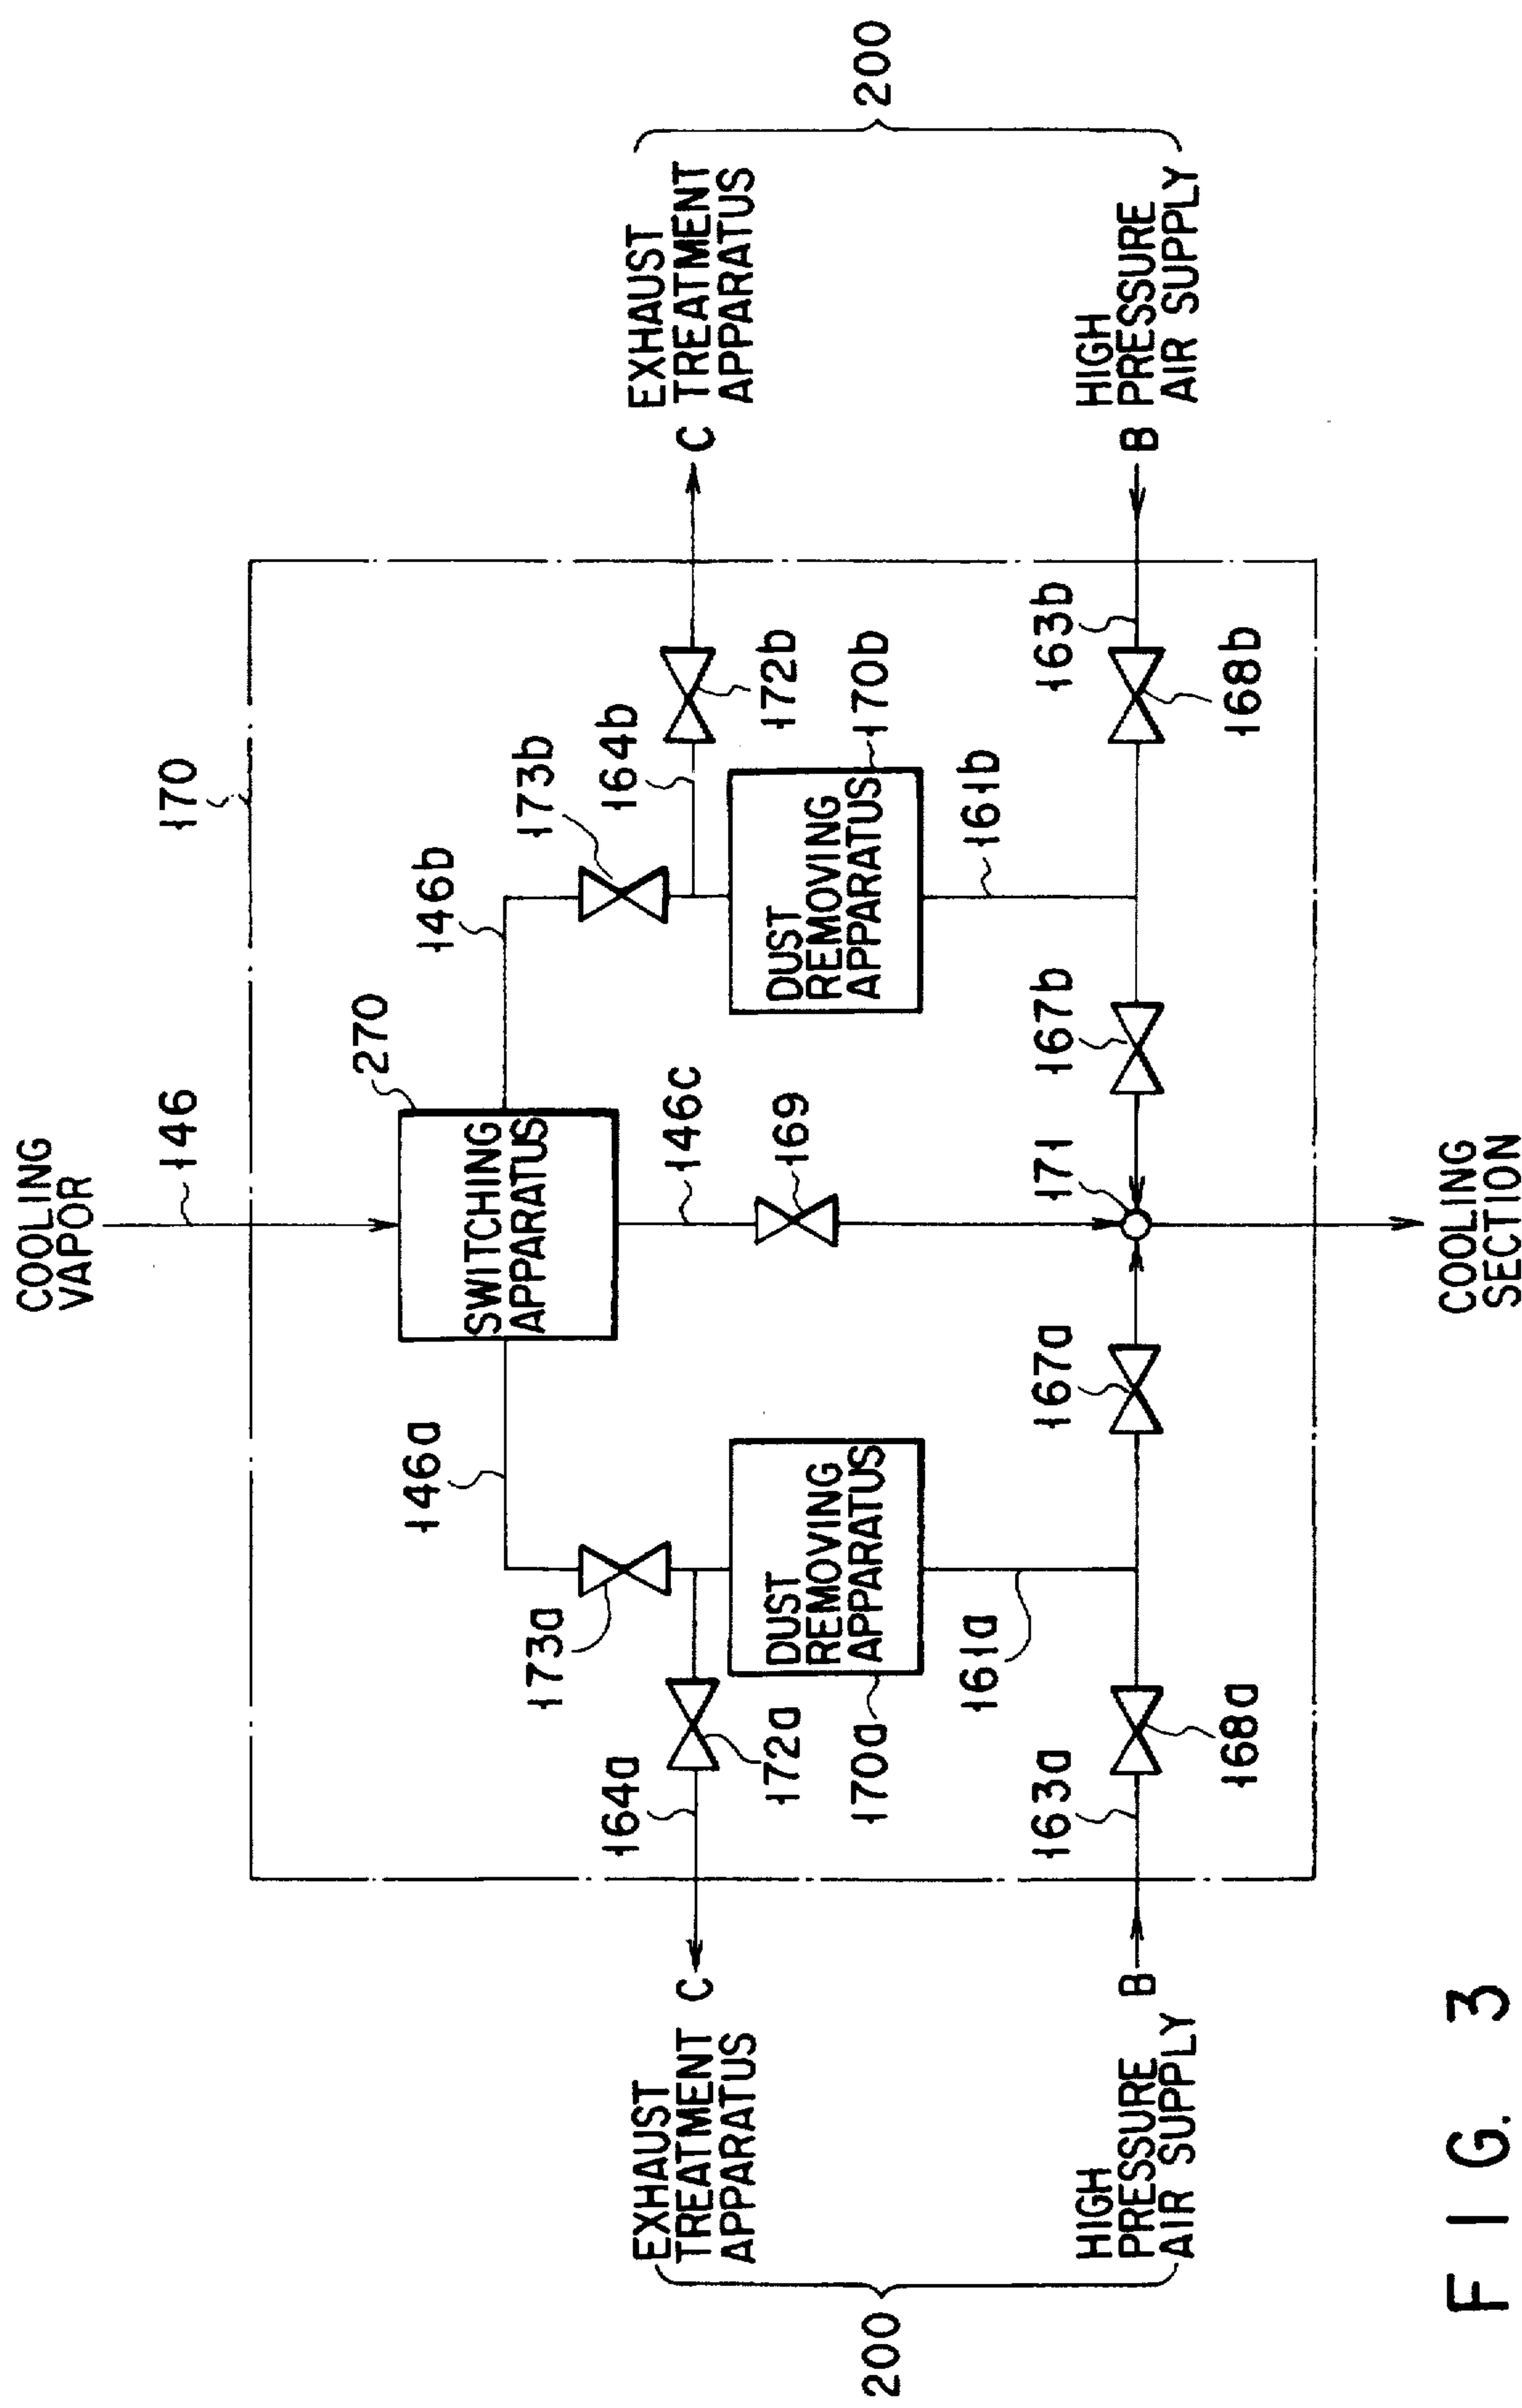 COOLING
VAPOR
146
170
270
SWITCHING
APPARATUS
146a
146b
146c
173a
173b
169
EXHAUST
TREATMENT
APPARATUS
C
164a
172a
164b
172b
C
EXHAUST
TREATMENT
APPARATUS
DUST
REMOVING
APPARATUS
170a
DUST
REMOVING
APPARATUS
170b
200
200
161a
161b
171
HIGH
PRESSURE
AIR SUPPLY
B
163a
168a
167a
167b
163b
168b
B
HIGH
PRESSURE
AIR SUPPLY
COOLING
SECTION
FIG. 3